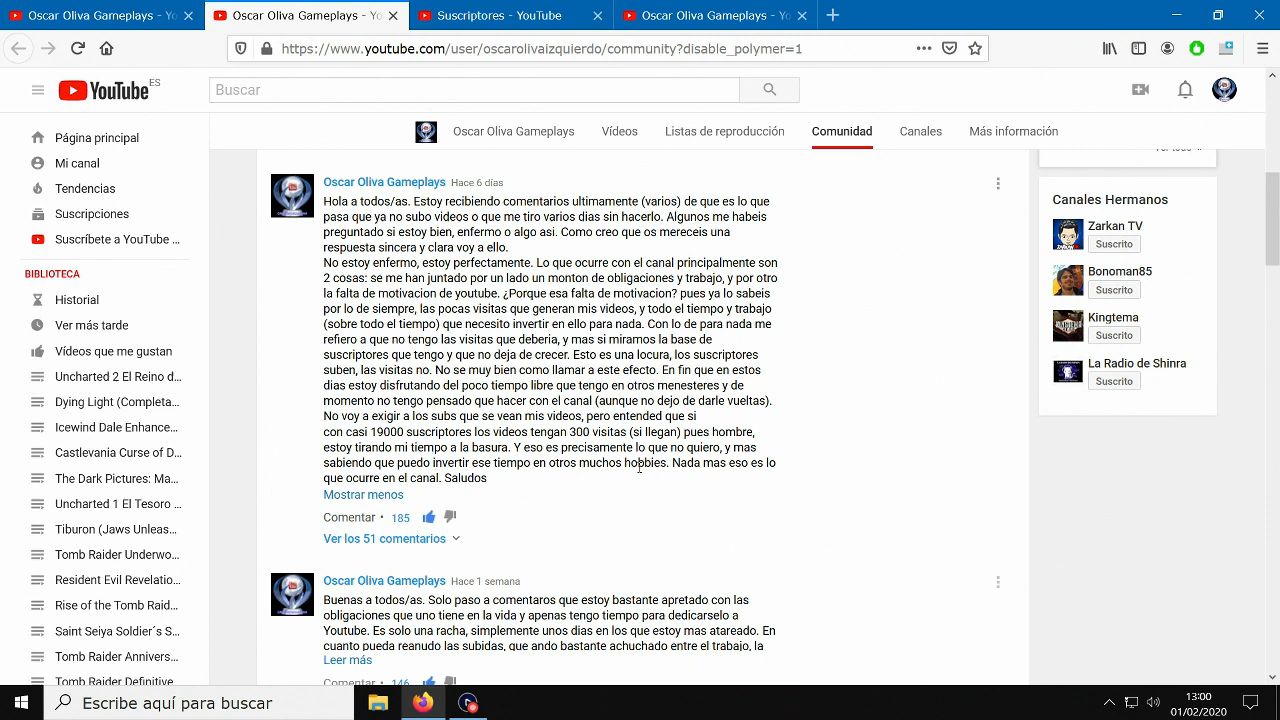 Oscar Oliva Gameplays - YouTu
Oscar Oliva Gameplays - YouTu
Suscriptores - YouTube
Oscar Oliva Gameplays - YouTu
https://www.youtube.com/user/oscarolivaizquierdo/community?disable_polymer=1
YouTube ES
Buscar
Oscar Oliva Gameplays
Vídeos
Listas de reproducción
Comunidad
Canales
Más información
Página principal
Mi canal
Tendencias
Suscripciones
Suscríbete a YouTube ...
BIBLIOTECA
Historial
Ver más tarde
Vídeos que me gustan
Uncharted 2 El Reino d...
Dying Light (Completa...
Icewind Dale Enhance...
Castlevania Curse of D...
The Dark Pictures: Ma...
Uncharted 1 El Tesoro ...
Tiburon (Jaws Unleas...
Tomb Raider Underwo...
Resident Evil Revelatio...
Rise of the Tomb Raid...
Saint Seiya Soldier´s S...
Tomb Raider Annivers...
Tomb Raider Definitive...
Oscar Oliva Gameplays Hace 6 días
Hola a todos/as. Estoy recibiendo comentarios ultimamente (varios) de que es lo que
pasa que ya no subo videos o que me tiro varios dias sin hacerlo. Algunos me habeis
preguntado si estoy bien, enfermo o algo asi. Como creo que os mereceis una
respuesta sincera y clara voy a ello.
No estoy enfermo, estoy perfectamente. Lo que ocurre con el canal principalmente son
2 cosas: se me han juntado por un lado un monton de obligaciones y trabajo, y por otro
la falta de motivacion de youtube. ¿Porque esa falta de motivacion? pues ya lo sabeis
por lo de siempre, las pocas visitas que generan mis videos, y todo el tiempo y trabajo
(sobre todo el tiempo) que necesito invertir en ello para nada. Con lo de para nada me
refiero a que no tengo las visitas que deberia, y mas si miramos la base de
suscriptores que tengo y que no deja de crecer. Esto es una locura, los suscriptores
suben, las visitas no. No se muy bien como llamar a este efecto. En fin que en estos
dias estoy disfrutando del poco tiempo libre que tengo en otros menesteres y de
momento no tengo pensado que hacer con el canal (aunque no dejo de darle vueltas).
No voy a exigir a los subs que se vean mis videos, pero entended que si
con casi 19000 suscriptores los videos tengan 300 visitas (si llegan) pues hombre,
estoy tirando mi tiempo a la basura. Y eso es precisamente lo que no quiero, y mas
sabiendo que puedo invertir ese tiempo en otros muchos hobbies. Nada mas eso es lo
que ocurre en el canal. Saludos
Mostrar menos
Comentar • 185
Ver los 51 comentarios
Oscar Oliva Gameplays Hace 1 semana
Buenas a todos/as. Solo paso a comentaros que estoy bastante apretado con las
obligaciones que uno tiene en la vida y apenas tengo tiempo para dedicarselo a
Youtube. Es solo una racha, simplemente unos dias en los que estoy mas atareado. En
cuanto pueda reanudo las subidas, que ando bastante achuchado entre el trabajo, la
Leer más
Comentar • 146
Ver todo »
Canales Hermanos
Zarkan TV
Suscrito
Bonoman85
Suscrito
Kingtema
Suscrito
La Radio de Shinra
Suscrito
Escribe aquí para buscar
13:00
01/02/2020